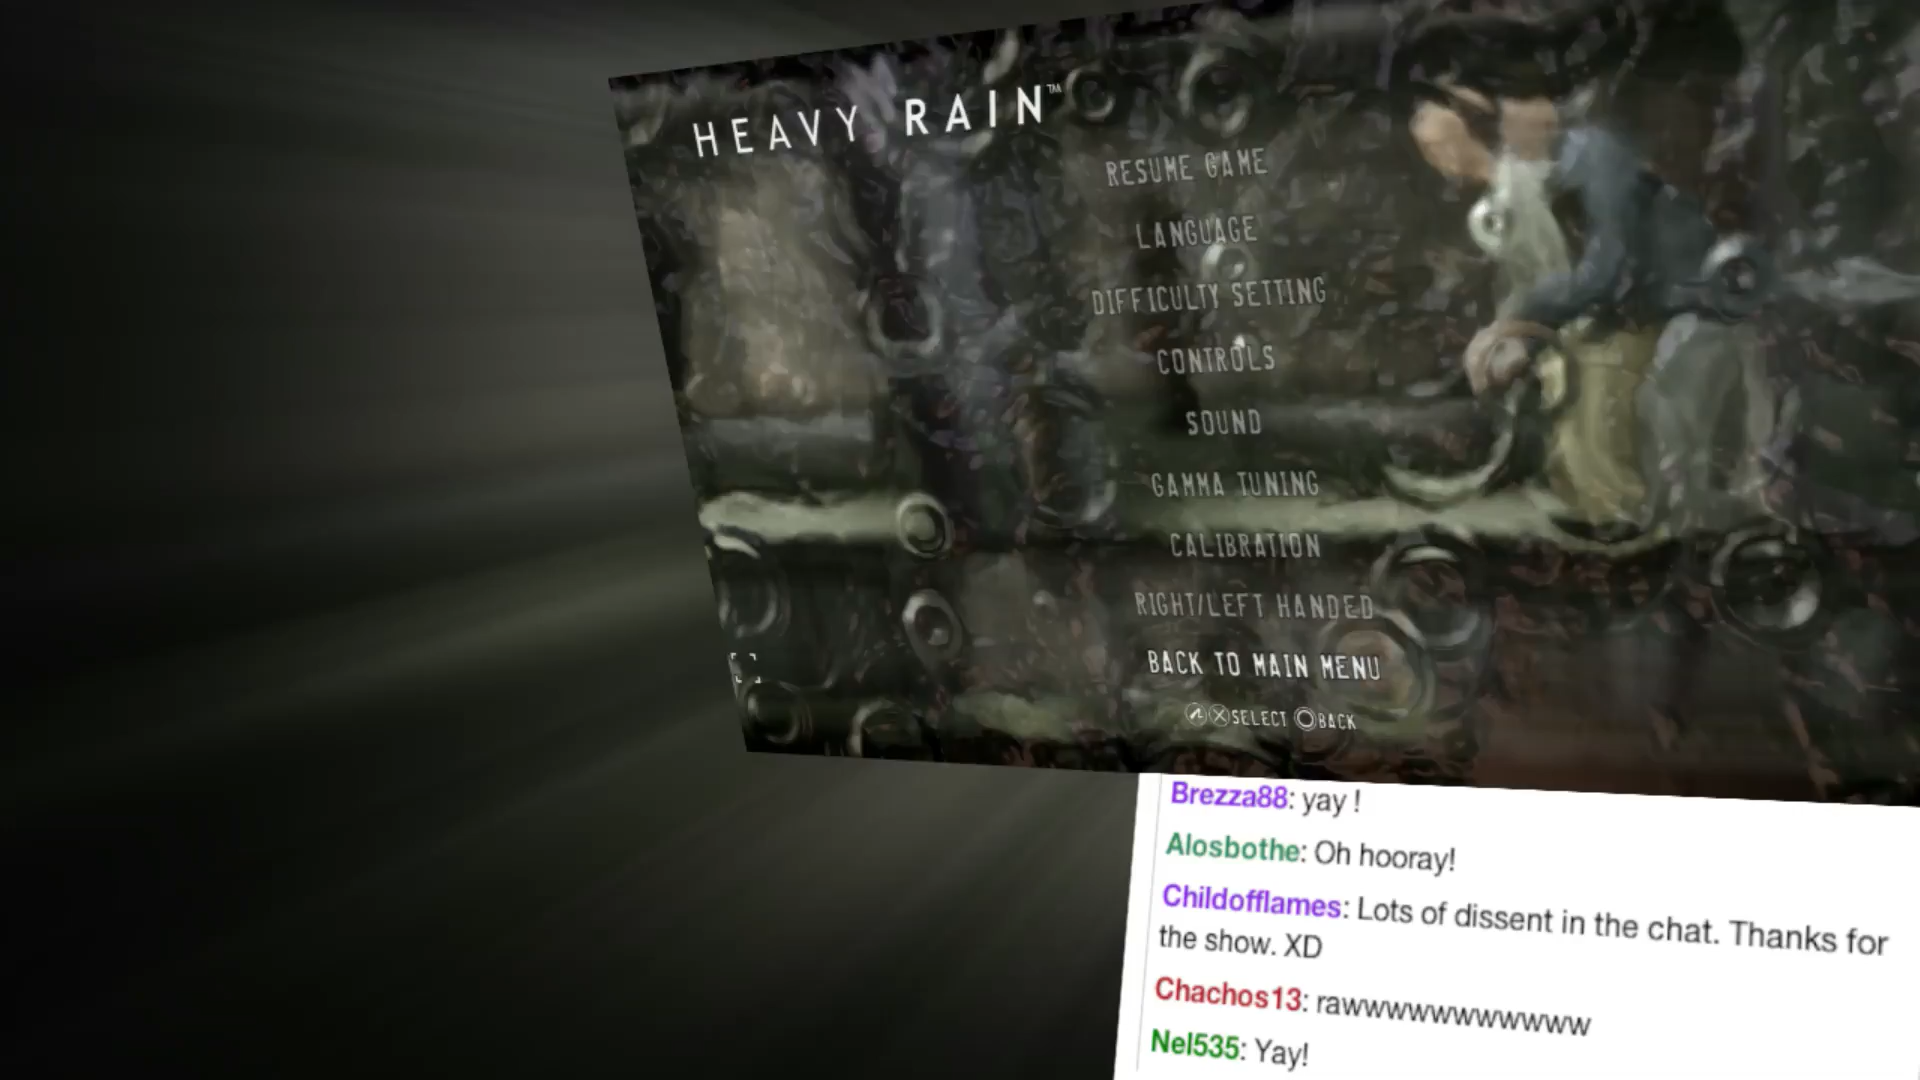 HEAVY RAIN™
RESUME GAME
LANGUAGE
DIFFICULTY SETTING
CONTROLS
SOUND
GAMMA TUNING
CALIBRATION
RIGHT/LEFT HANDED
BACK TO MAIN MENU
SELECT BACK
Brezza88: yay !
Alosbothe: Oh hooray!
Childofflames: Lots of dissent in the chat. Thanks for
the show. XD
Chachos13: rawwwwwwwwwwww
Nel535: Yay!